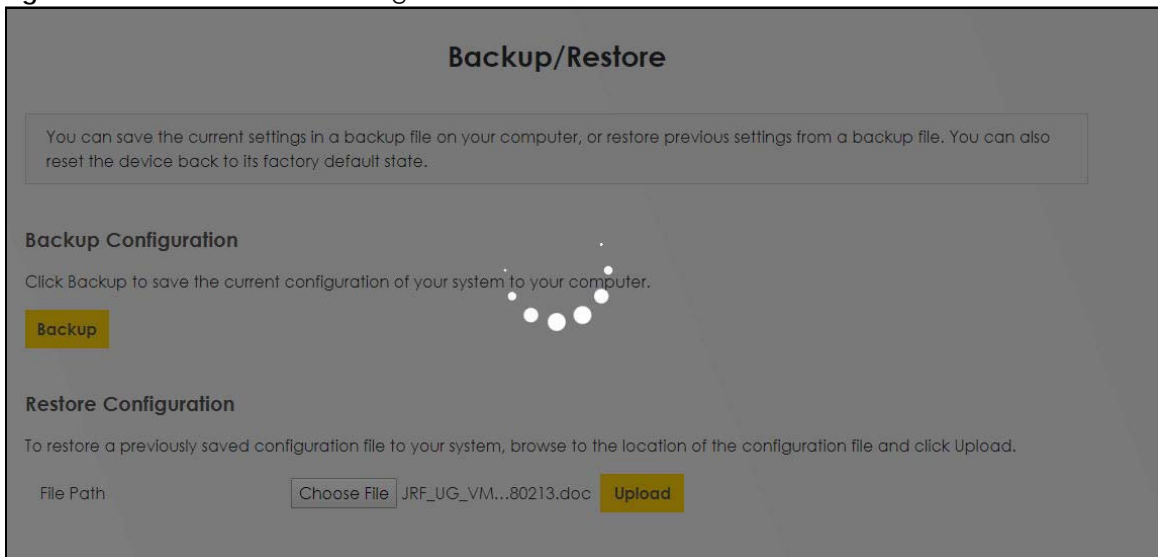 Backup/Restore
You can save the current settings in a backup file on your computer, or restore previous settings from a backup file. You can also
reset the device back to its factory default state.
Backup Configuration
Click Backup to save the current configuration of your system to your computer.
Backup
Restore Configuration
To restore a previously saved configuration file to your system, browse to the location of the configuration file and click Upload.
File Path Choose File JRF_UG_VM...80213.doc Upload